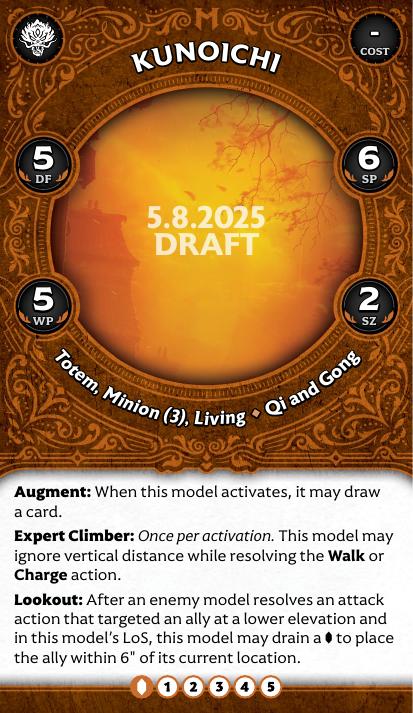 KUNOICHI
-
COST
5
DF
6
SP
5.8.2025
DRAFT
5
WP
2
SZ
Totem, Minion (3), Living • Qi and Gong
Augment: When this model activates, it may draw
a card.
Expert Climber: Once per activation. This model may
ignore vertical distance while resolving the Walk or
Charge action.
Lookout: After an enemy model resolves an attack
action that targeted an ally at a lower elevation and
in this model's LoS, this model may drain a to place
the ally within 6" of its current location.
1 2 3 4 5